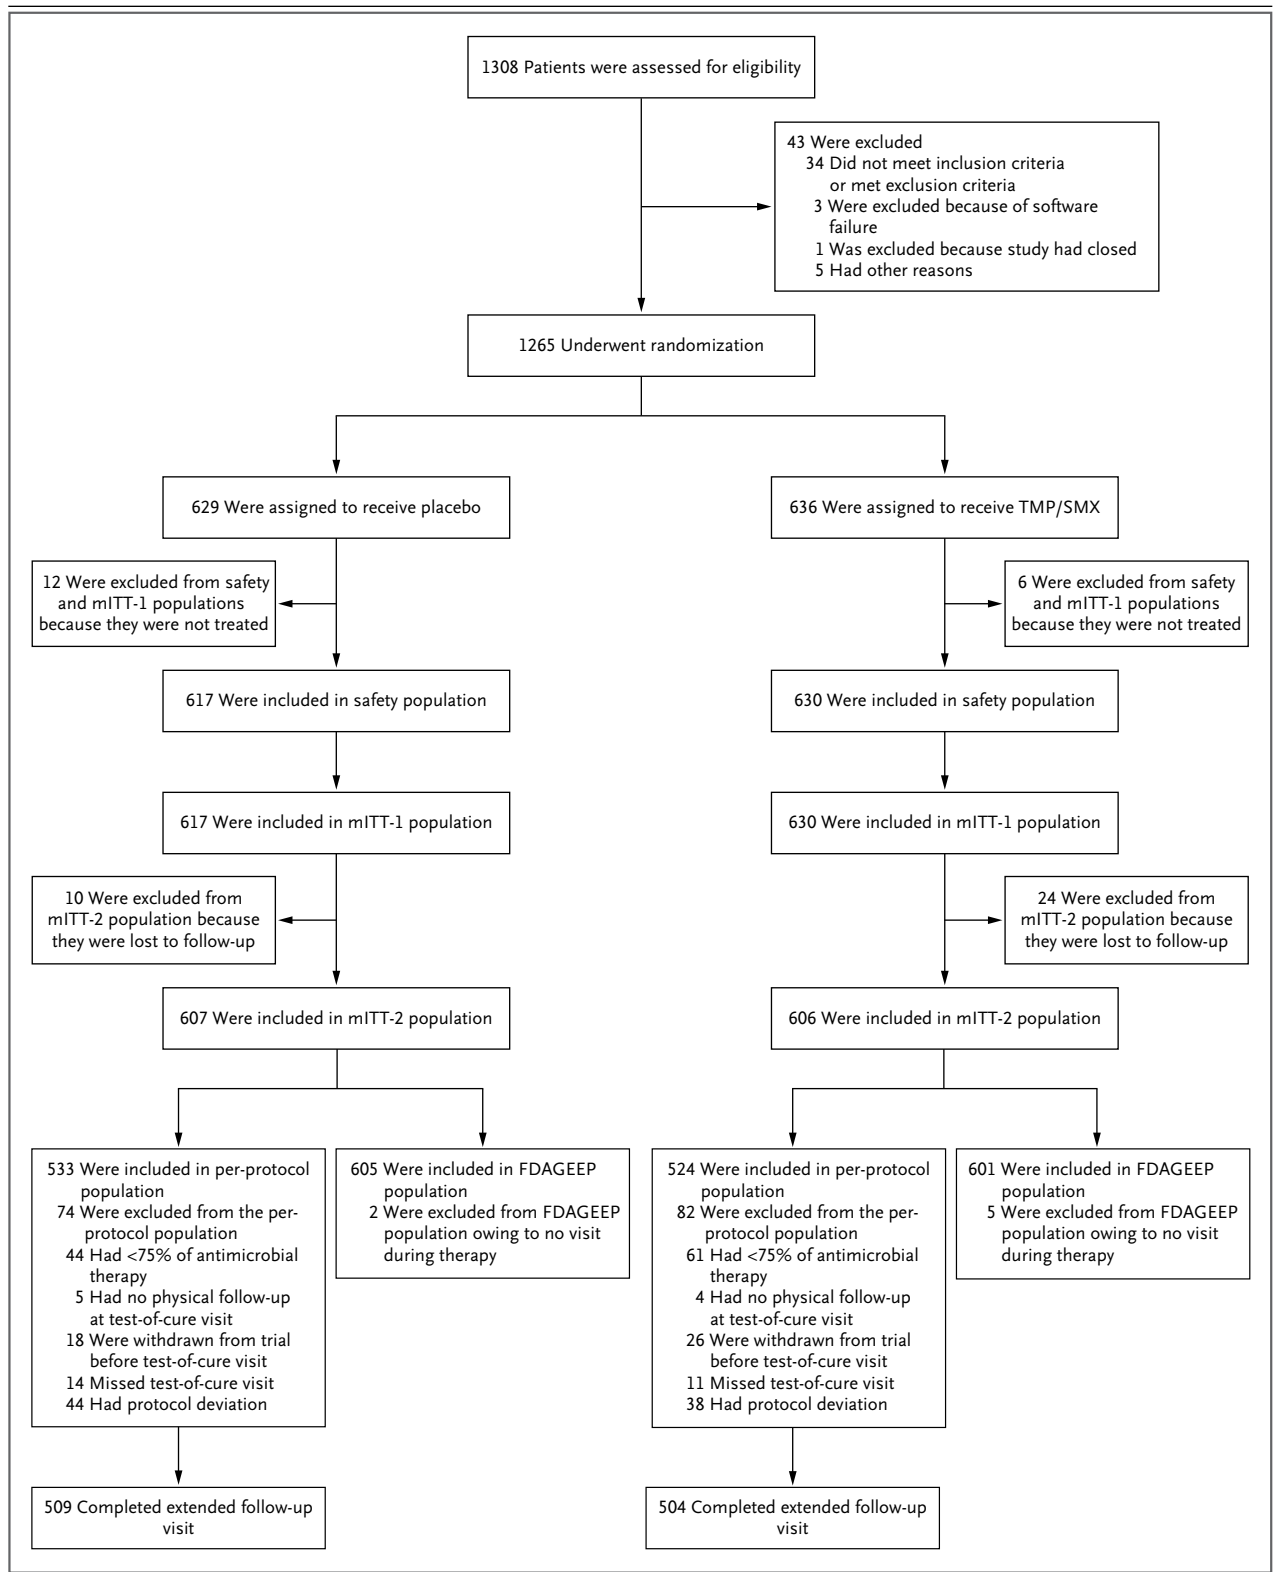 1308 Patients were assessed for eligibility
43 Were excluded
34 Did not meet inclusion criteria
or met exclusion criteria
3 Were excluded because of software
failure
1 Was excluded because study had closed
5 Had other reasons
1265 Underwent randomization
629 Were assigned to receive placebo
636 Were assigned to receive TMP/SMX
12 Were excluded from safety
and mITT-1 populations
because they were not treated
6 Were excluded from safety
and mITT-1 populations
because they were not treated
617 Were included in safety population
630 Were included in safety population
617 Were included in mITT-1 population
630 Were included in mITT-1 population
10 Were excluded from
mITT-2 population because
they were lost to follow-up
24 Were excluded from
mITT-2 population because
they were lost to follow-up
607 Were included in mITT-2 population
606 Were included in mITT-2 population
533 Were included in per-protocol
population
74 Were excluded from the per-
protocol population
44 Had <75% of antimicrobial
therapy
5 Had no physical follow-up
at test-of-cure visit
18 Were withdrawn from trial
before test-of-cure visit
14 Missed test-of-cure visit
44 Had protocol deviation
605 Were included in FDAGEEP
population
2 Were excluded from FDAGEEP
population owing to no visit
during therapy
524 Were included in per-protocol
population
82 Were excluded from the per-
protocol population
61 Had <75% of antimicrobial
therapy
4 Had no physical follow-up
at test-of-cure visit
26 Were withdrawn from trial
before test-of-cure visit
11 Missed test-of-cure visit
38 Had protocol deviation
601 Were included in FDAGEEP
population
5 Were excluded from FDAGEEP
population owing to no visit
during therapy
509 Completed extended follow-up
visit
504 Completed extended follow-up
visit